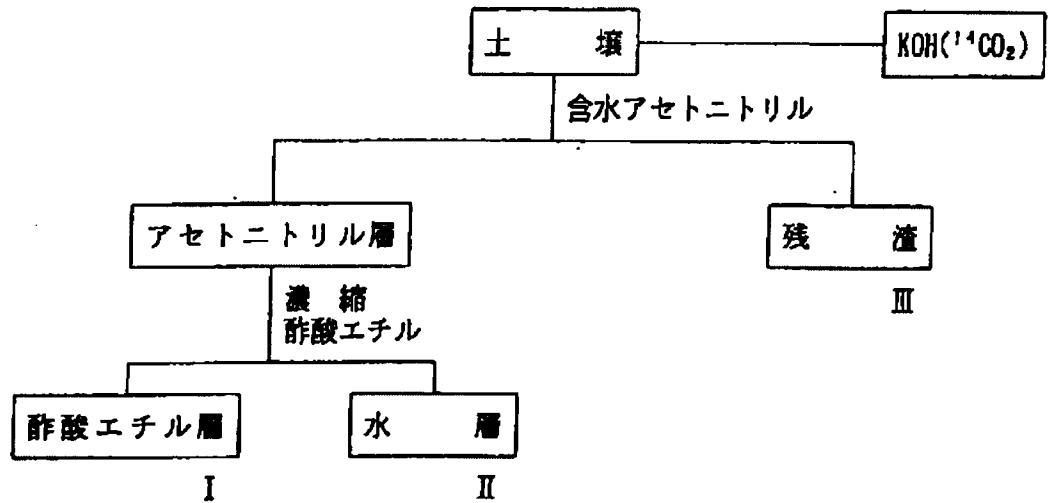 土 壌
KOH(¹⁴CO₂)
含水アセトニトリル
アセトニトリル層
残 渣
Ⅲ
濃 縮
酢酸エチル
酢酸エチル層
水 層
Ⅰ
Ⅱ